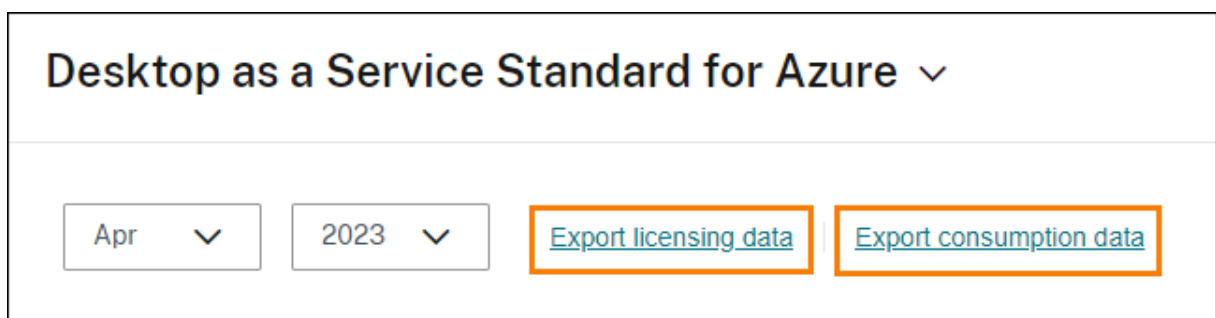 Desktop as a Service Standard for Azure
Apr 2023 Export licensing data Export consumption data